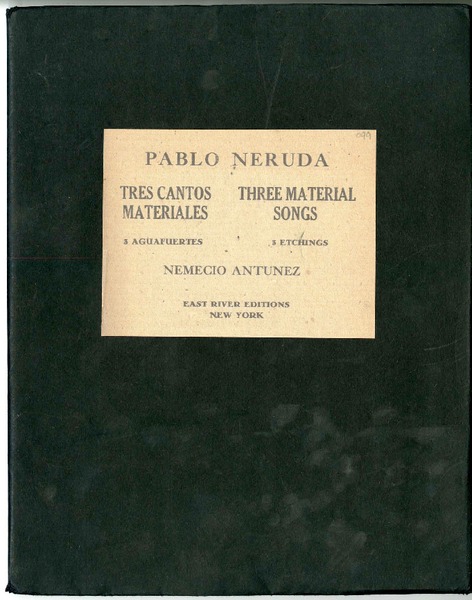 PABLO NERUDA
TRES CANTOS MATERIALES
THREE MATERIAL SONGS
3 AGUAFUERTES
3 ETCHINGS
NEMECIO ANTUNEZ
EAST RIVER EDITIONS
NEW YORK